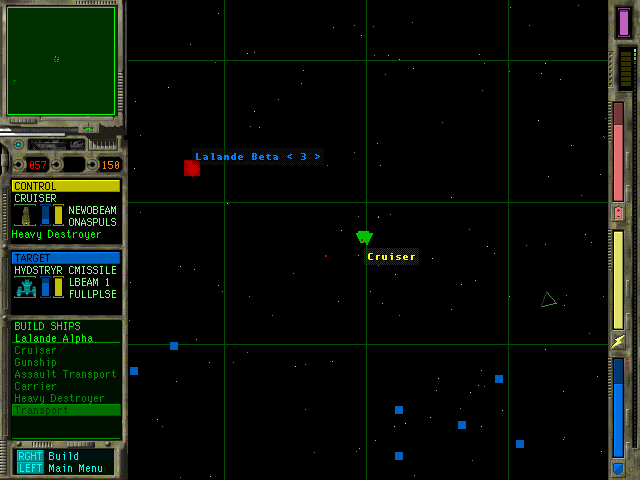 Lalande Beta < 3 >
057
150
CONTROL
CRUISER
NEWOBEAM
ONASPULS
Heavy Destroyer
Cruiser
TARGET
HVDSTRYR CMISSILE
LBEAM 1
FULLPLSE
BUILD SHIPS
Lalande Alpha
Cruiser
Gunship
Assault Transport
Carrier
Heavy Destroyer
Transport
RGHT Build
LEFT Main Menu